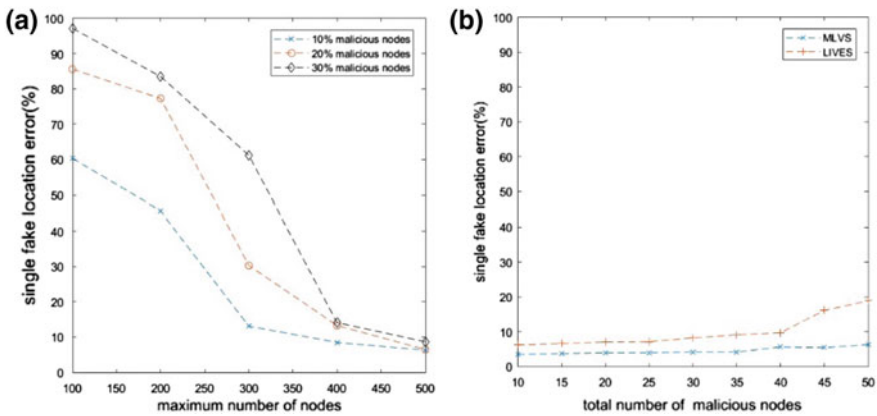 (a)
100
90
80
70
60
50
40
30
20
10
0
single fake location error(%)
10% malicious nodes
20% malicious nodes
30% malicious nodes
100 150 200 250 300 350 400 450 500
maximum number of nodes
(b)
100
90
80
70
60
50
40
30
20
10
0
single fake location error(%)
MLVS
LIVES
10 15 20 25 30 35 40 45 50
total number of malicious nodes